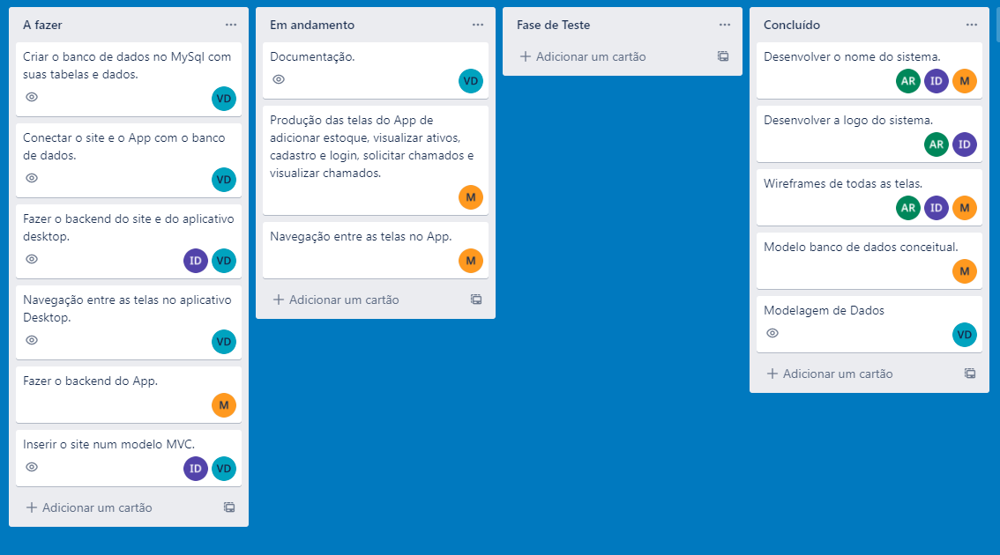 A fazer
Criar o banco de dados no MySql com
suas tabelas e dados.
VD
Conectar o site e o App com o banco
de dados.
VD
Fazer o backend do site e do aplicativo
desktop.
ID VD
Navegação entre as telas no aplicativo
Desktop.
VD
Fazer o backend do App.
M
Inserir o site num modelo MVC.
ID VD
+ Adicionar um cartão
Em andamento
Documentação.
VD
Produção das telas do App de
adicionar estoque, visualizar ativos,
cadastro e login, solicitar chamados e
visualizar chamados.
M
Navegação entre as telas no App.
M
+ Adicionar um cartão
Fase de Teste
+ Adicionar um cartão
Concluído
Desenvolver o nome do sistema.
AR ID M
Desenvolver a logo do sistema.
AR ID
Wireframes de todas as telas.
AR ID M
Modelo banco de dados conceitual.
M
Modelagem de Dados
VD
+ Adicionar um cartão